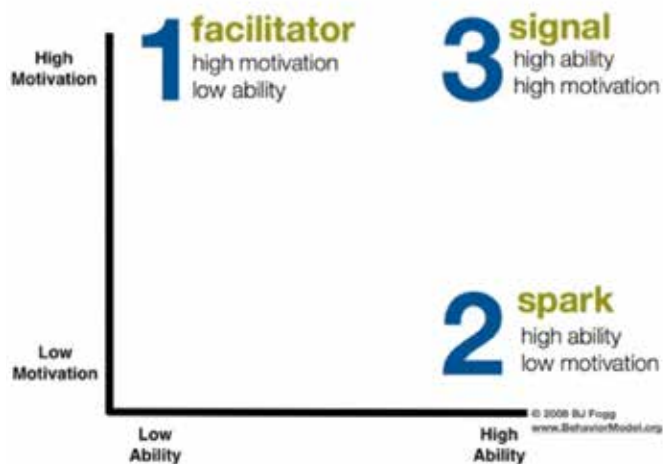 1 facilitator
high motivation
low ability
3 signal
high ability
high motivation
High
Motivation
2 spark
high ability
low motivation
Low
Motivation
© 2008 BJ Fogg
www.BehaviorModel.org
Low
Ability
High
Ability